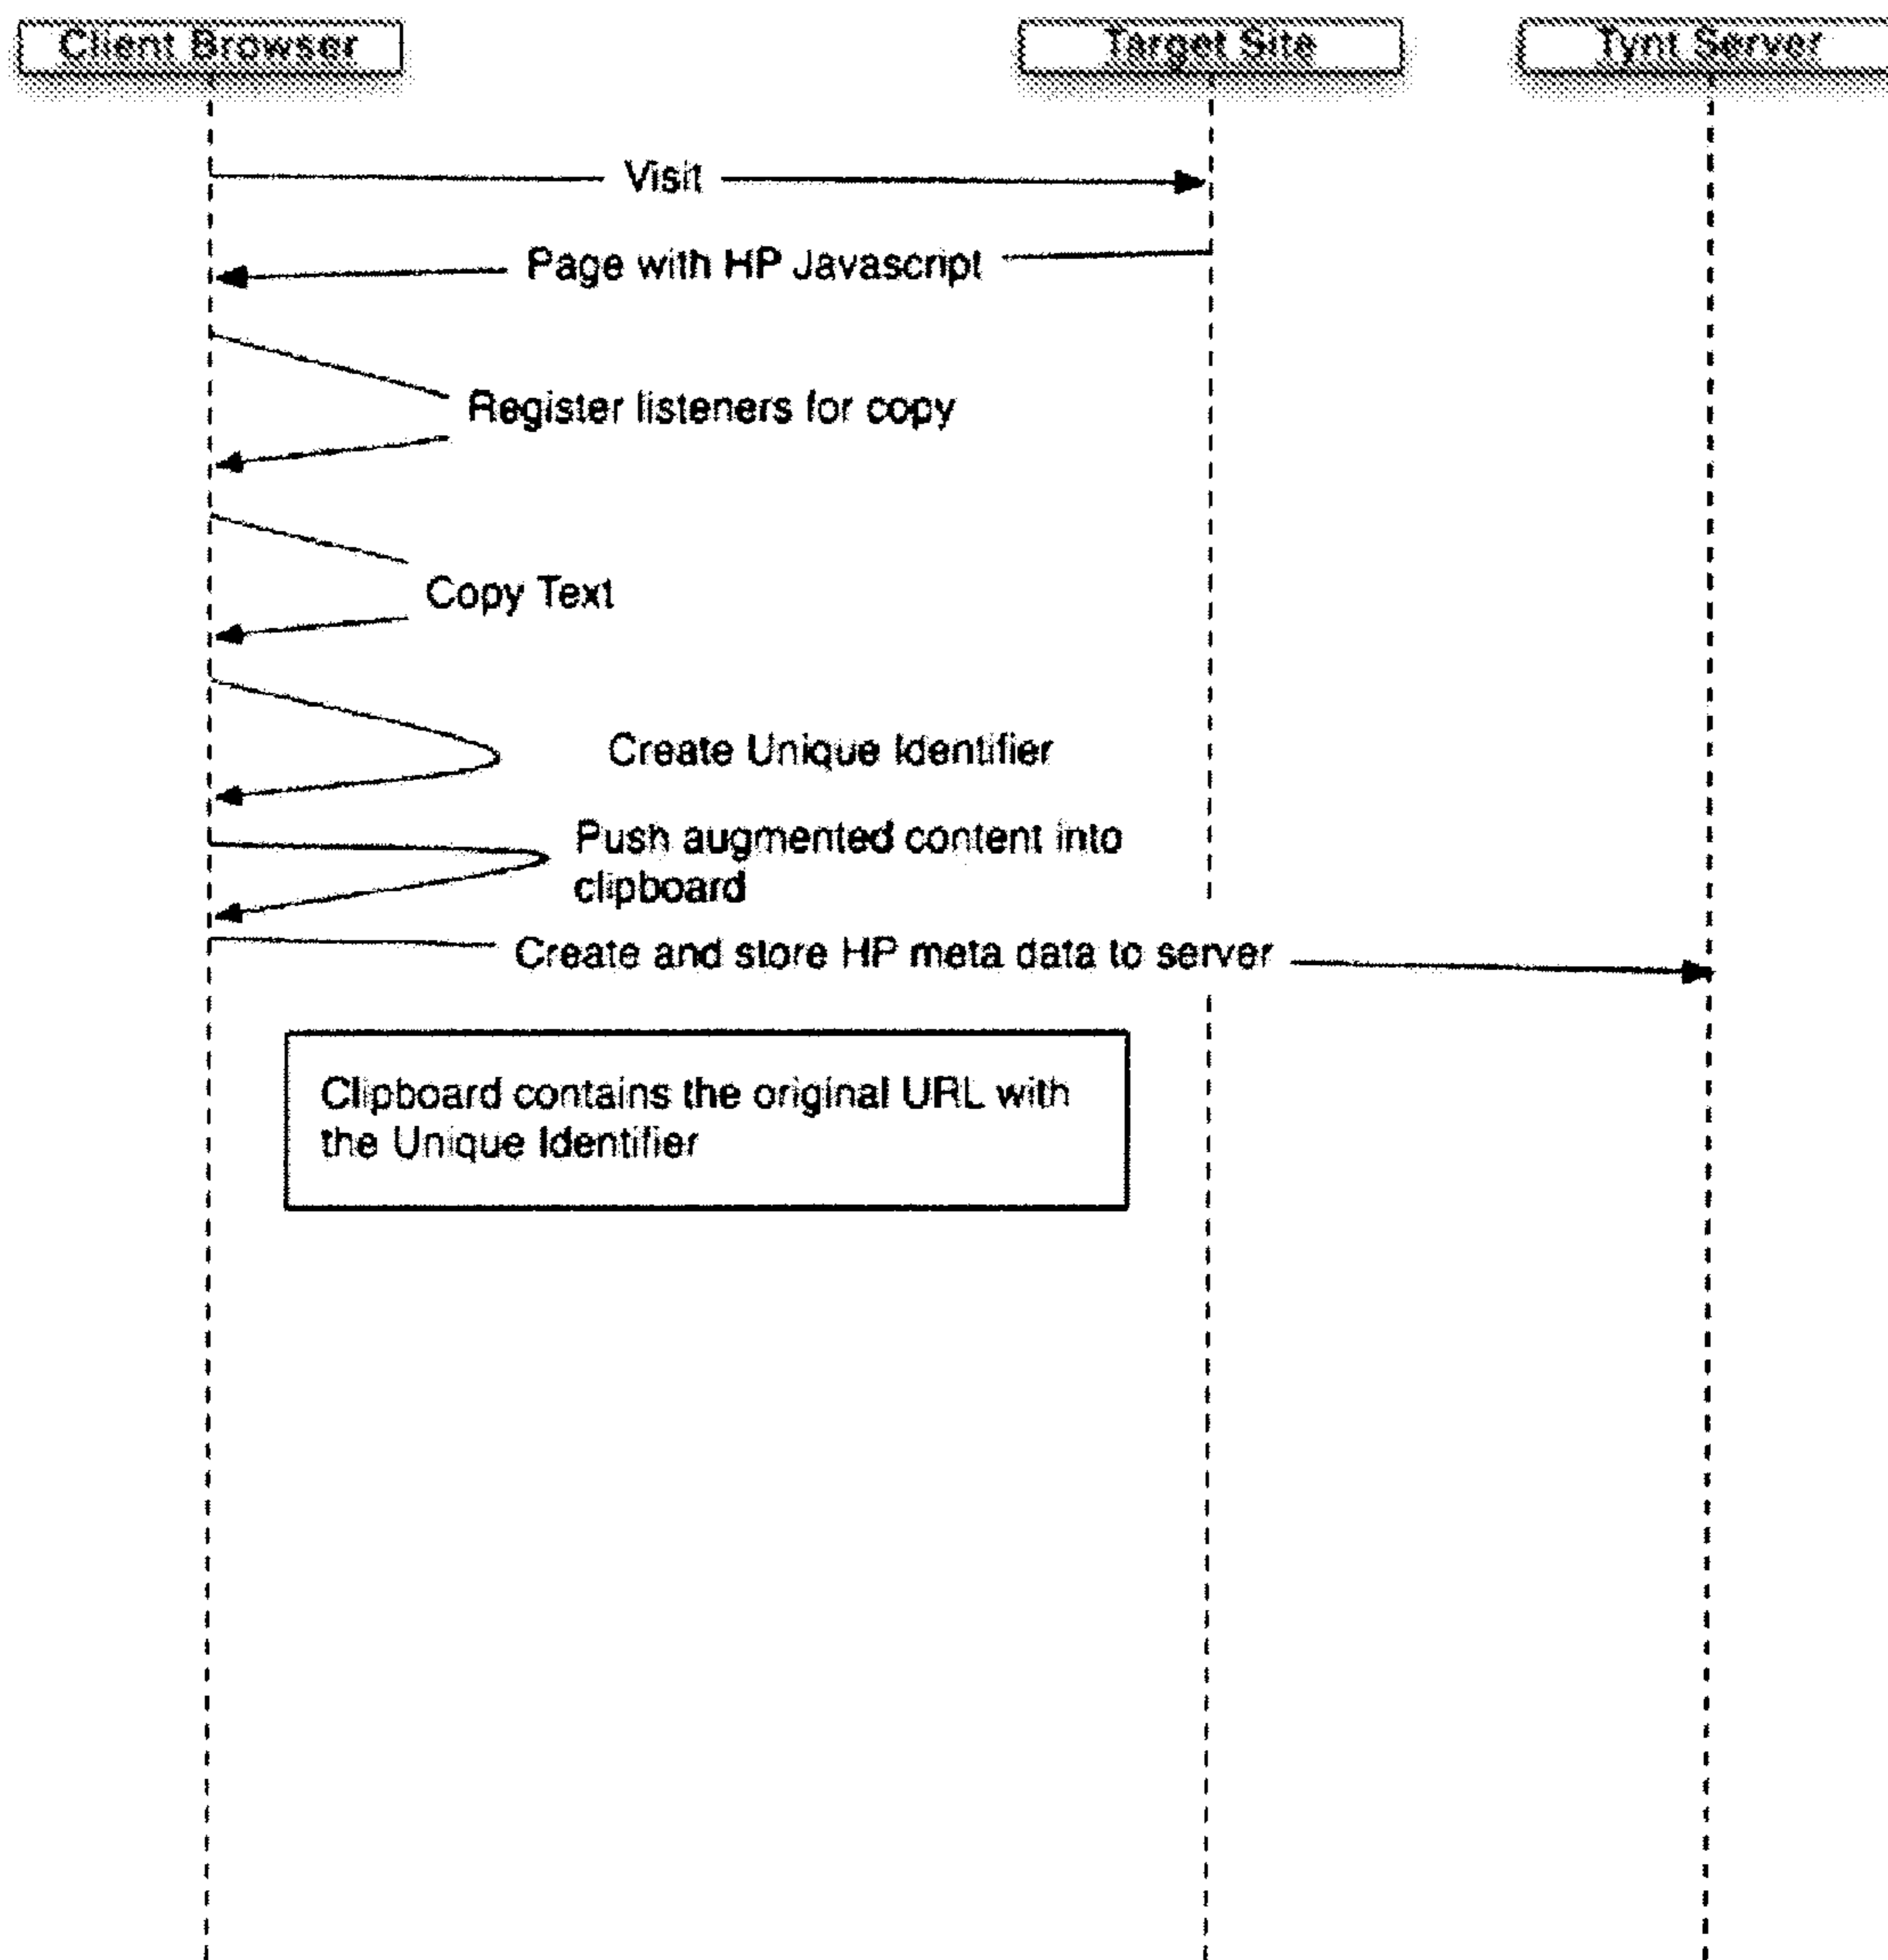 Client Browser
Target Site
Tynt Server
Visit
Page with HP Javascript
Register listeners for copy
Copy Text
Create Unique Identifier
Push augmented content into
clipboard
Create and store HP meta data to server
Clipboard contains the original URL with
the Unique Identifier